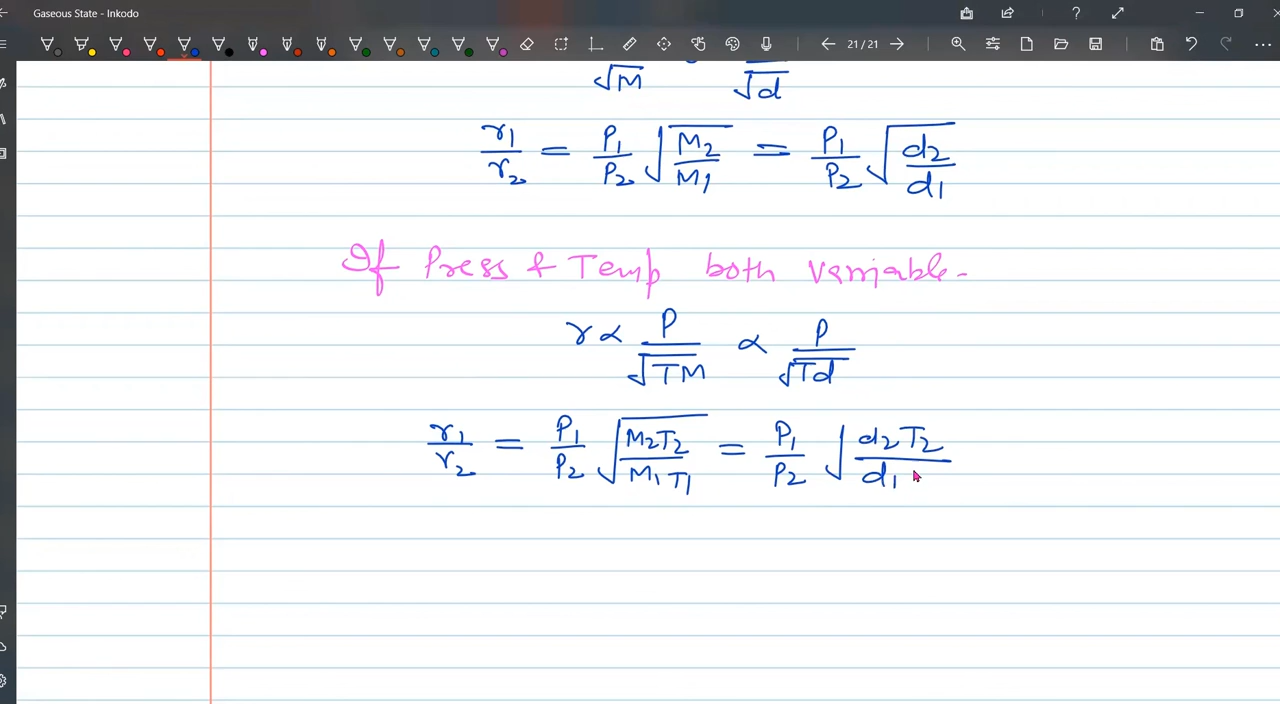 Gaseous State - Inkodo
21/21
√M √d
r1/r2 = P1/P2 √(M2/M1) = P1/P2 √(d2/d1)
If Press & Temp both variable-
r ∝ P/√(TM) ∝ P/√(Td)
r1/r2 = P1/P2 √(M2T2/M1T1) = P1/P2 √(d2T2/d1